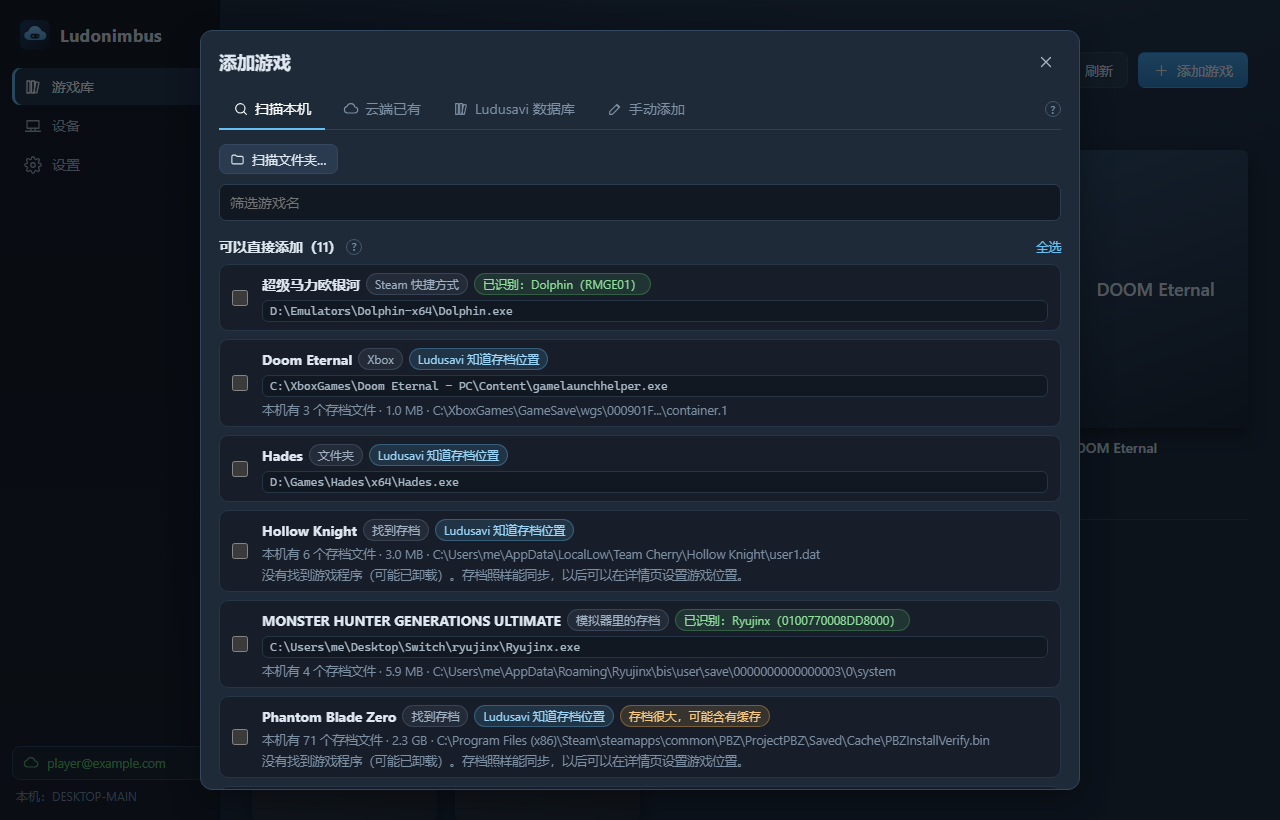 Ludonimbus
游戏库
设备
设置
刷新
添加游戏
DOOM Eternal
DOOM Eternal
player@example.com
本机：DESKTOP-MAIN
添加游戏
扫描本机
云端已有
Ludusavi 数据库
手动添加
?
扫描文件夹...
筛选游戏名
可以直接添加（11） ?
全选
超级马力欧银河 Steam 快捷方式 已识别：Dolphin（RMGE01）
D:\Emulators\Dolphin-x64\Dolphin.exe
Doom Eternal Xbox Ludusavi 知道存档位置
C:\XboxGames\Doom Eternal - PC\Content\gamelaunchhelper.exe
本机有 3 个存档文件 · 1.0 MB · C:\XboxGames\GameSave\wgs\000901F…\container.1
Hades 文件夹 Ludusavi 知道存档位置
D:\Games\Hades\x64\Hades.exe
Hollow Knight 找到存档 Ludusavi 知道存档位置
本机有 6 个存档文件 · 3.0 MB · C:\Users\me\AppData\LocalLow\Team Cherry\Hollow Knight\user1.dat
没有找到游戏程序（可能已卸载）。存档照样能同步，以后可以在详情页设置游戏位置。
MONSTER HUNTER GENERATIONS ULTIMATE 模拟器里的存档 已识别：Ryujinx（0100770008DD8000）
C:\Users\me\Desktop\Switch\ryujinx\Ryujinx.exe
本机有 4 个存档文件 · 5.9 MB · C:\Users\me\AppData\Roaming\Ryujinx\bis\user\save\0000000000000003\0\system
Phantom Blade Zero 找到存档 Ludusavi 知道存档位置 存档很大，可能含有缓存
本机有 71 个存档文件 · 2.3 GB · C:\Program Files (x86)\Steam\steamapps\common\PBZ\ProjectPBZ\Saved\Cache\PBZInstallVerify.bin
没有找到游戏程序（可能已卸载）。存档照样能同步，以后可以在详情页设置游戏位置。